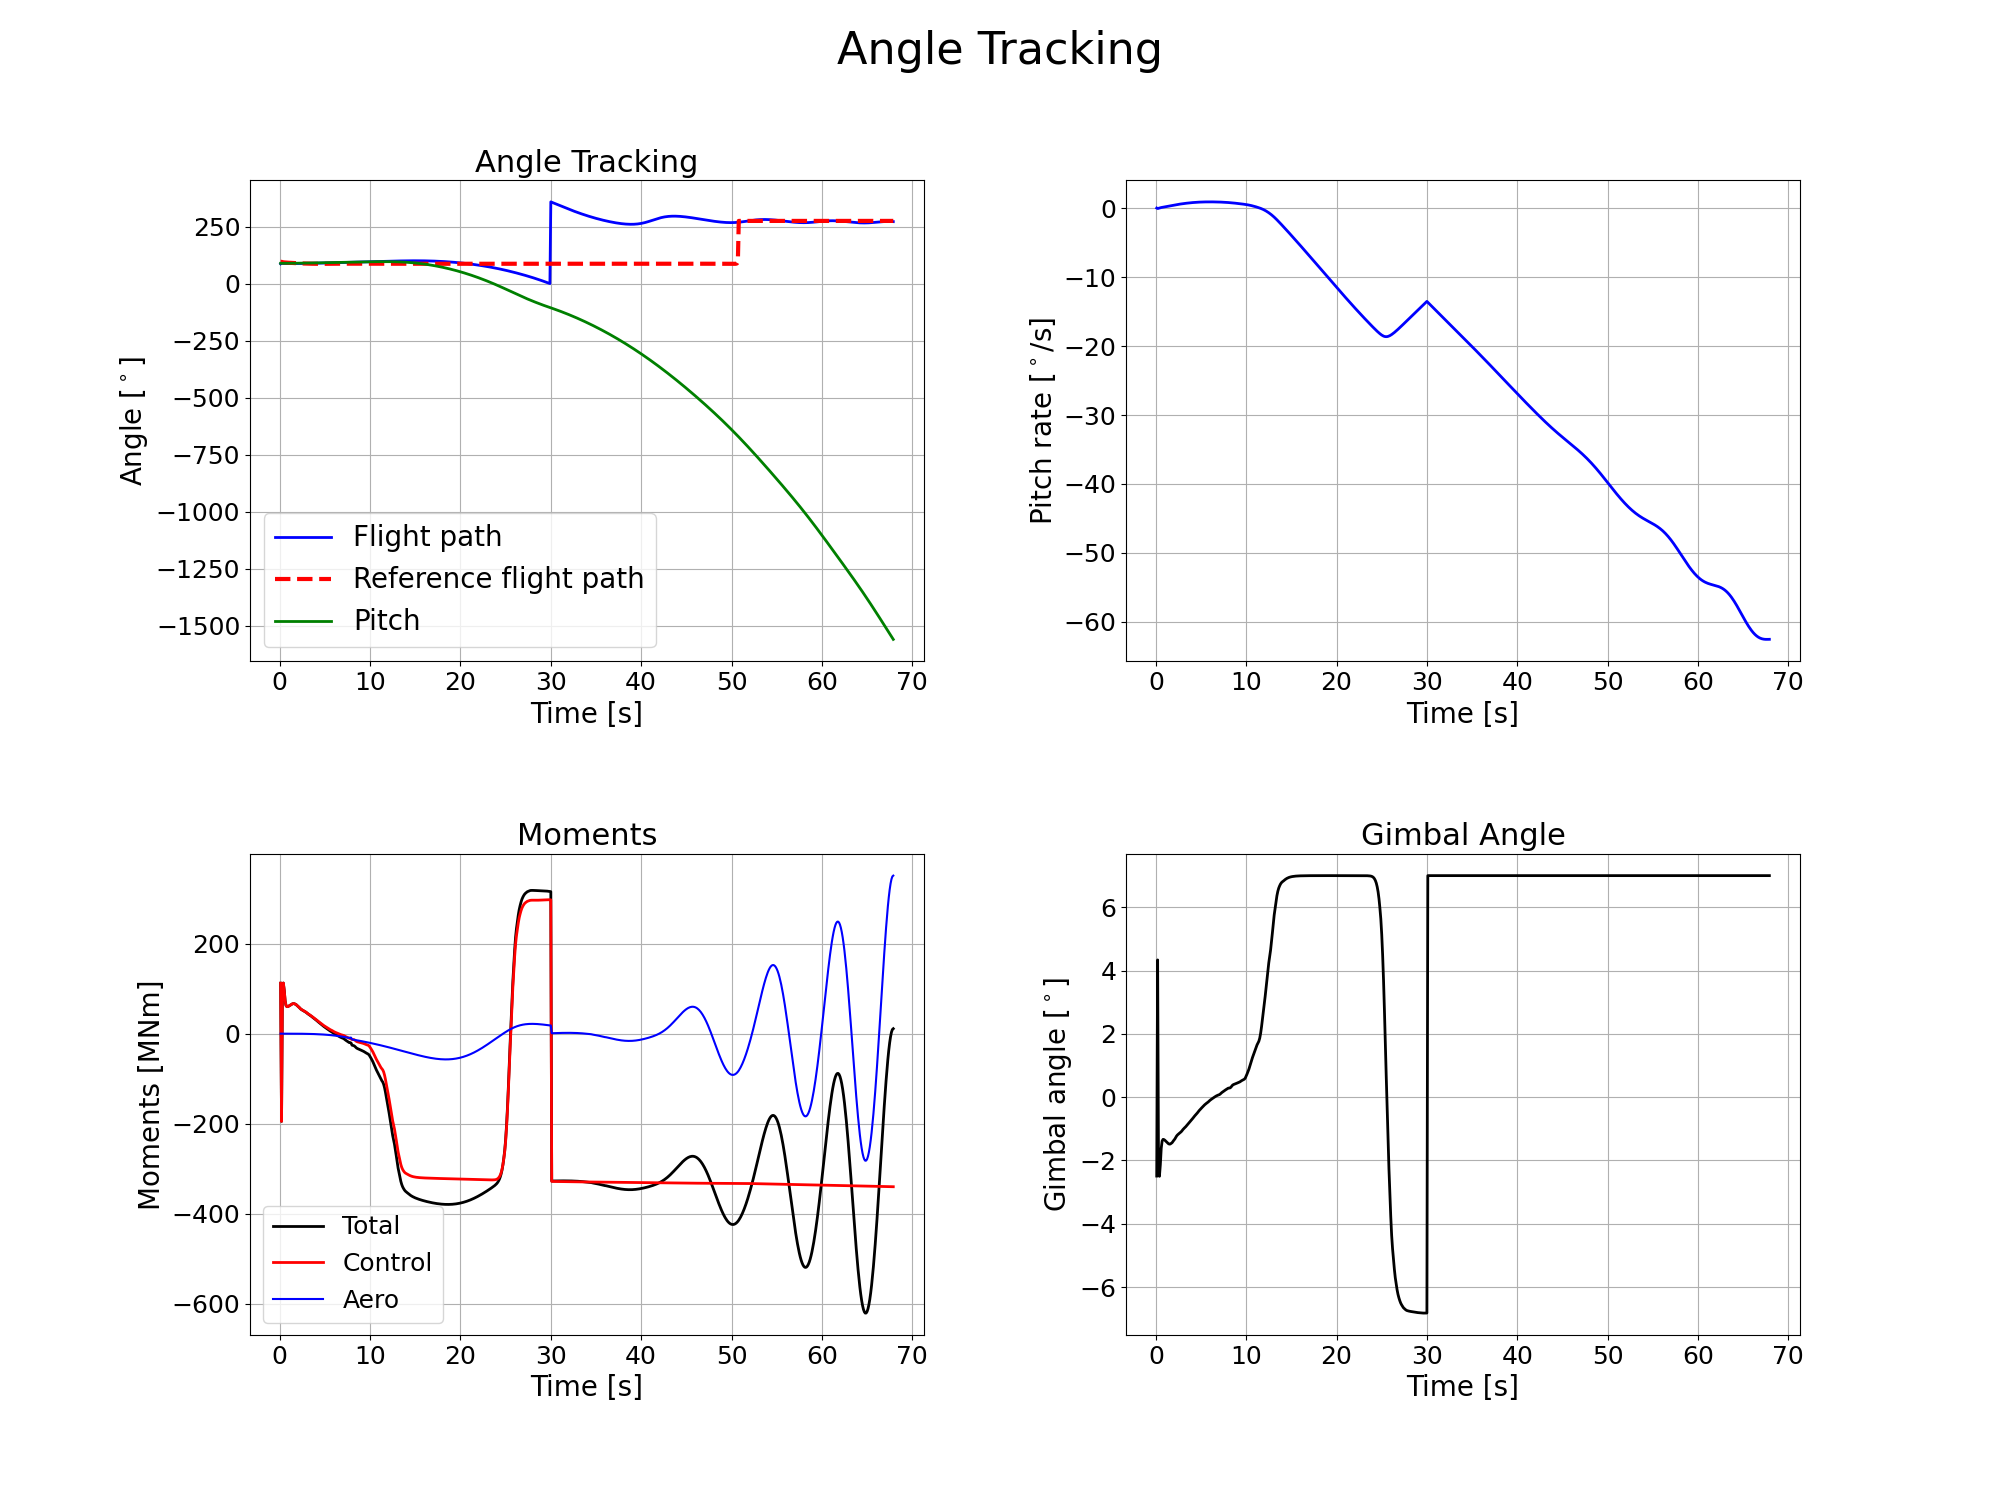 Angle Tracking
Angle Tracking
250
0
−250
−500
−750
−1000
−1250
−1500
Angle [°]
Flight path
Reference flight path
Pitch
0 10 20 30 40 50 60 70
Time [s]
0
−10
−20
−30
−40
−50
−60
Pitch rate [°/s]
0 10 20 30 40 50 60 70
Time [s]
Moments
200
0
−200
−400
−600
Moments [MNm]
Total
Control
Aero
0 10 20 30 40 50 60 70
Time [s]
Gimbal Angle
6
4
2
0
−2
−4
−6
Gimbal angle [°]
0 10 20 30 40 50 60 70
Time [s]